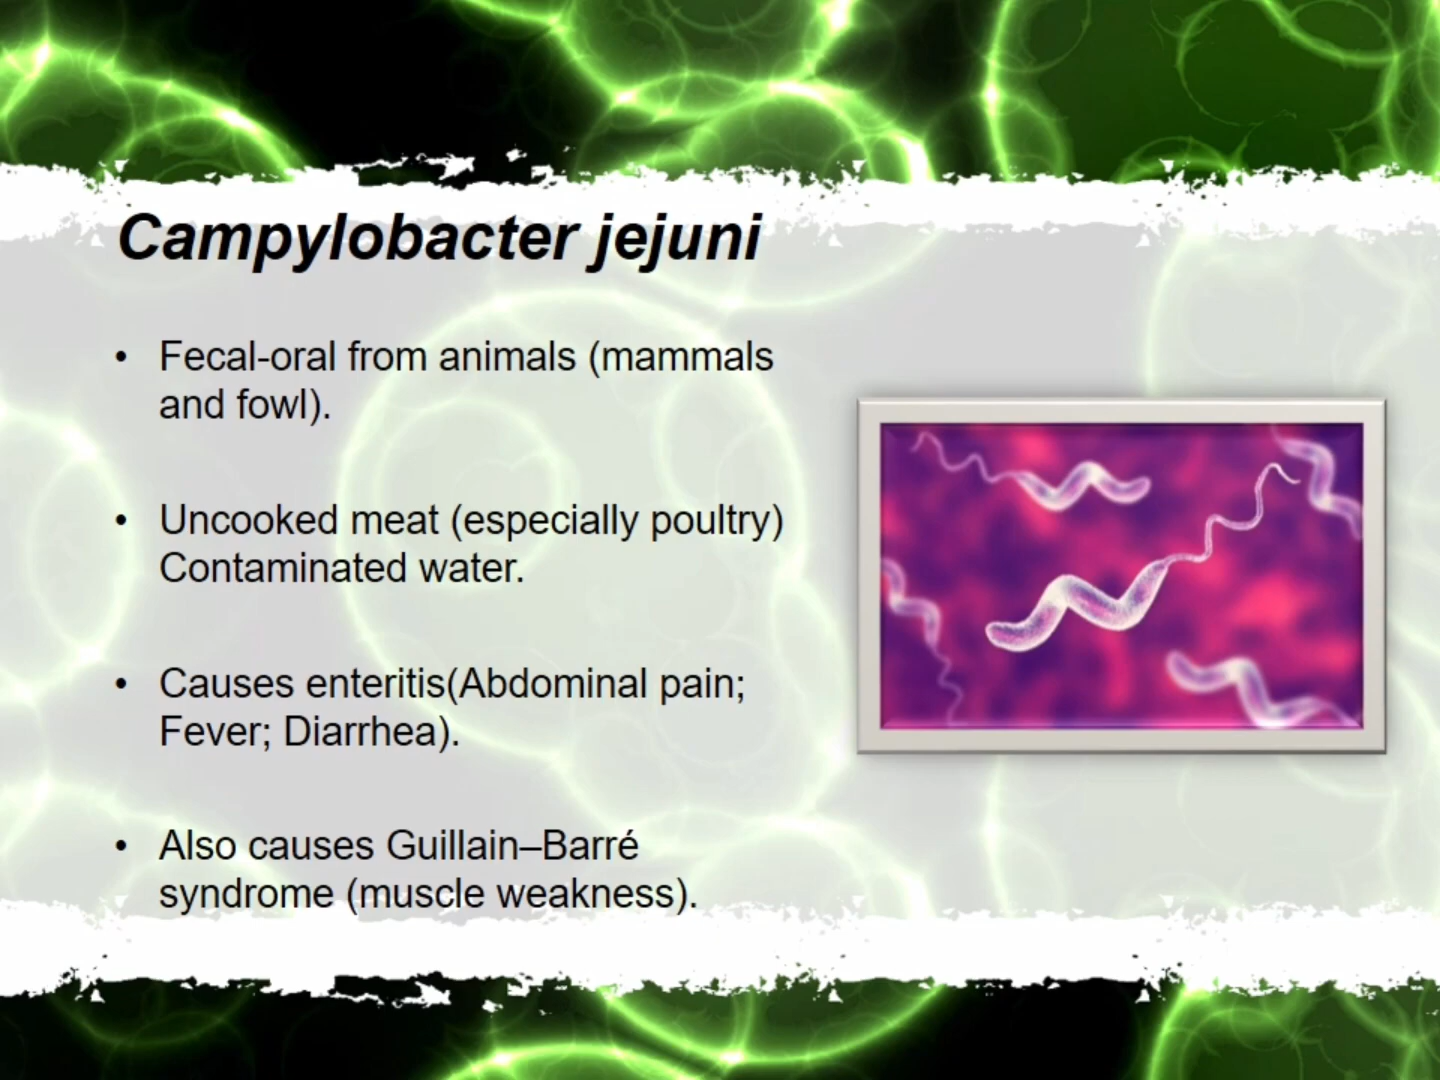 Campylobacter jejuni
• Fecal-oral from animals (mammals
and fowl).
• Uncooked meat (especially poultry)
Contaminated water.
• Causes enteritis(Abdominal pain;
Fever; Diarrhea).
• Also causes Guillain–Barré
syndrome (muscle weakness).